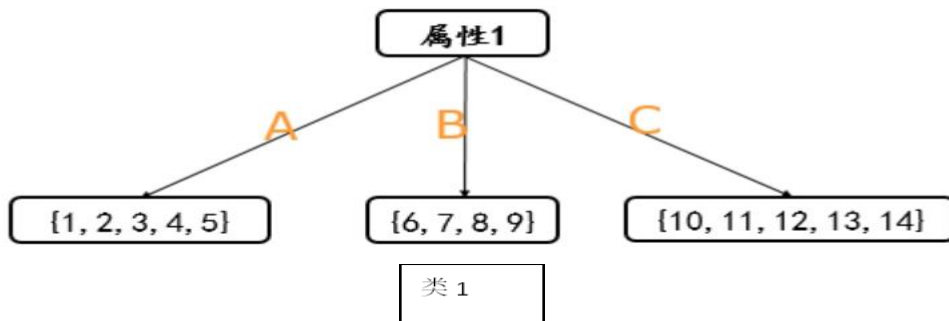 属性1
A B C
{1, 2, 3, 4, 5} {6, 7, 8, 9} {10, 11, 12, 13, 14}
类 1